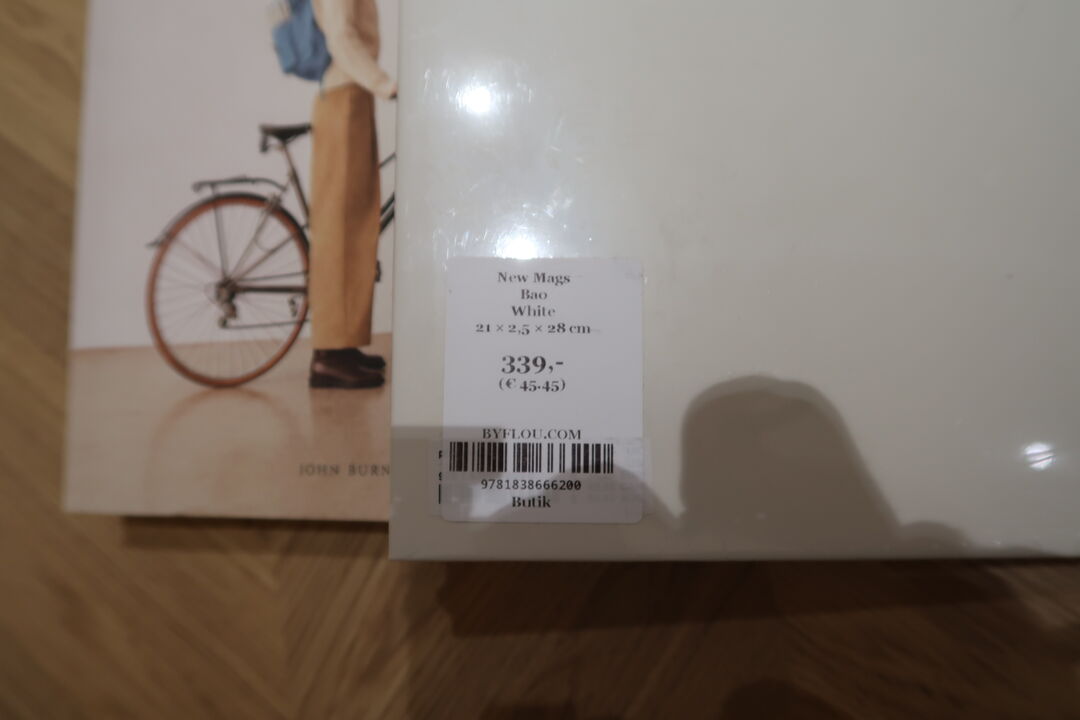 New Mags
Bao
White
21 × 2,5 × 28 cm
339,-
(€ 45.45)
BYFLOU.COM
9781838666200
Butik
JOHN BURN